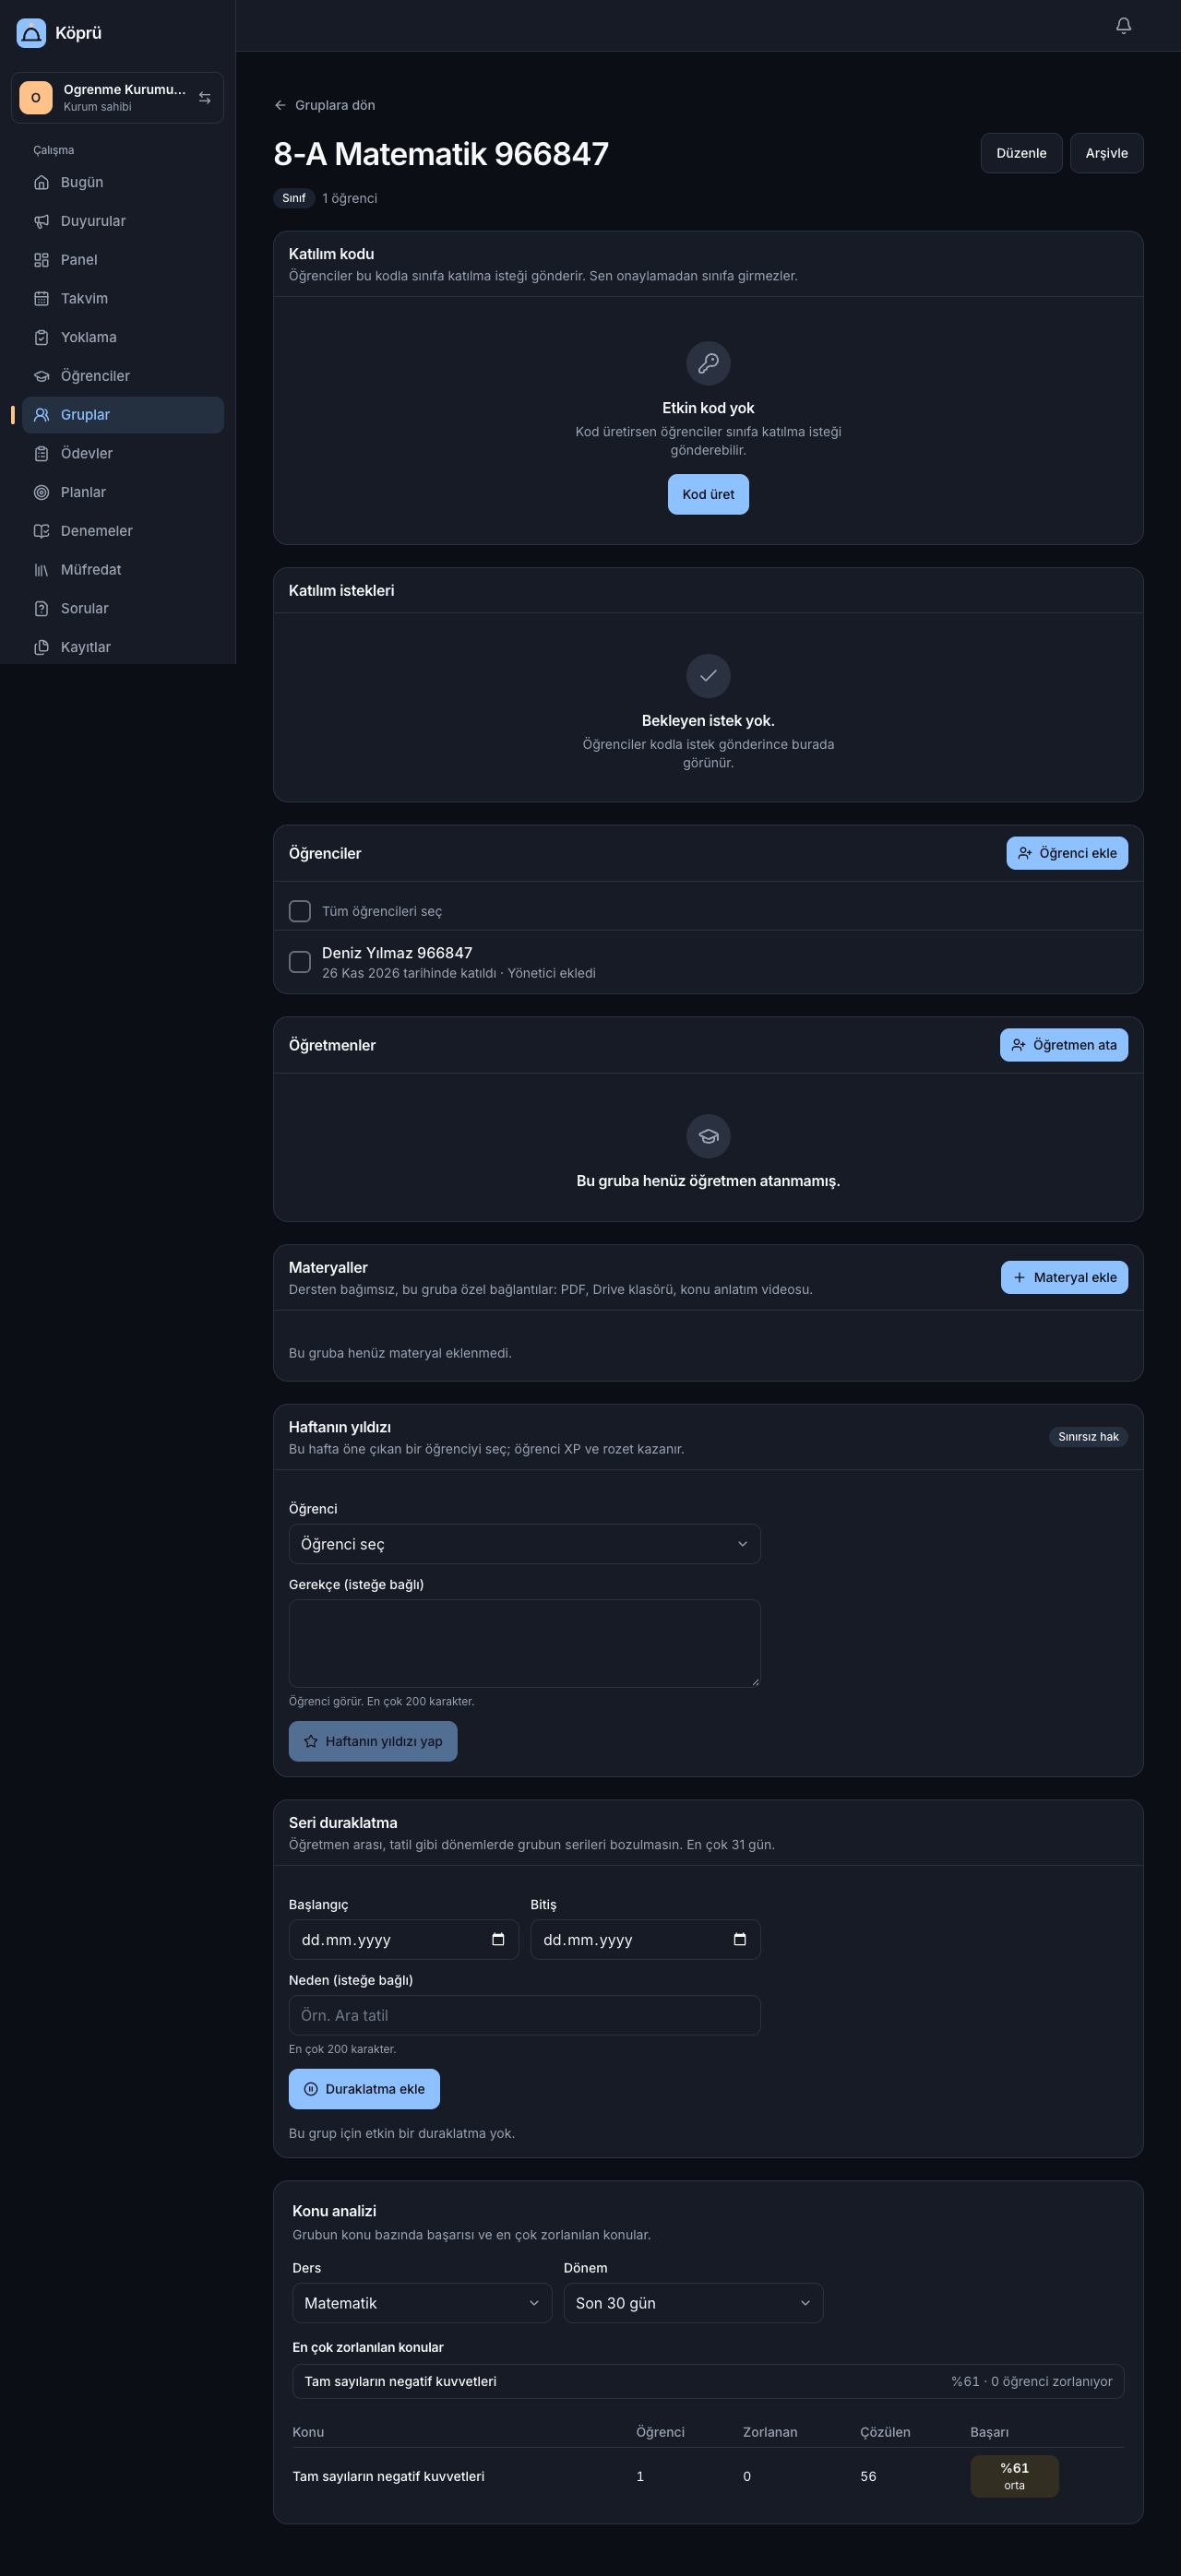 Köprü
O
Ogrenme Kurumu...
Kurum sahibi
Çalışma
Bugün
Duyurular
Panel
Takvim
Yoklama
Öğrenciler
Gruplar
Ödevler
Planlar
Denemeler
Müfredat
Sorular
Kayıtlar
Gruplara dön
8-A Matematik 966847
Düzenle
Arşivle
Sınıf
1 öğrenci
Katılım kodu
Öğrenciler bu kodla sınıfa katılma isteği gönderir. Sen onaylamadan sınıfa girmezler.
Etkin kod yok
Kod üretirsen öğrenciler sınıfa katılma isteği
gönderebilir.
Kod üret
Katılım istekleri
Bekleyen istek yok.
Öğrenciler kodla istek gönderince burada
görünür.
Öğrenciler
Öğrenci ekle
Tüm öğrencileri seç
Deniz Yılmaz 966847
26 Kas 2026 tarihinde katıldı · Yönetici ekledi
Öğretmenler
Öğretmen ata
Bu gruba henüz öğretmen atanmamış.
Materyaller
Dersten bağımsız, bu gruba özel bağlantılar: PDF, Drive klasörü, konu anlatım videosu.
Materyal ekle
Bu gruba henüz materyal eklenmedi.
Haftanın yıldızı
Bu hafta öne çıkan bir öğrenciyi seç; öğrenci XP ve rozet kazanır.
Sınırsız hak
Öğrenci
Öğrenci seç
Gerekçe (isteğe bağlı)
Öğrenci görür. En çok 200 karakter.
Haftanın yıldızı yap
Seri duraklatma
Öğretmen arası, tatil gibi dönemlerde grubun serileri bozulmasın. En çok 31 gün.
Başlangıç
Bitiş
dd.mm.yyyy
dd.mm.yyyy
Neden (isteğe bağlı)
Örn. Ara tatil
En çok 200 karakter.
Duraklatma ekle
Bu grup için etkin bir duraklatma yok.
Konu analizi
Grubun konu bazında başarısı ve en çok zorlanılan konular.
Ders
Dönem
Matematik
Son 30 gün
En çok zorlanılan konular
Tam sayıların negatif kuvvetleri
%61 · 0 öğrenci zorlanıyor
Konu
Öğrenci
Zorlanan
Çözülen
Başarı
Tam sayıların negatif kuvvetleri
1
0
56
%61
orta